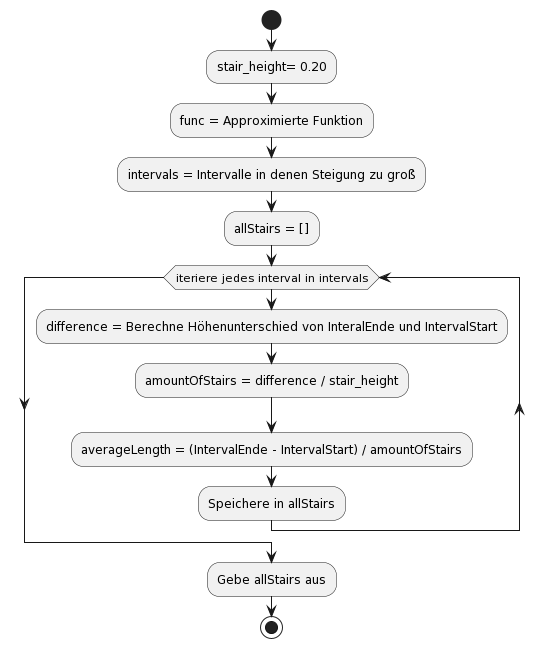 stair_height= 0.20
func = Approximierte Funktion
intervals = Intervalle in denen Steigung zu groß
allStairs = []
iteriere jedes interval in intervals
difference = Berechne Höhenunterschied von InteralEnde und IntervalStart
amountOfStairs = difference / stair_height
averageLength = (IntervalEnde - IntervalStart) / amountOfStairs
Speichere in allStairs
Gebe allStairs aus